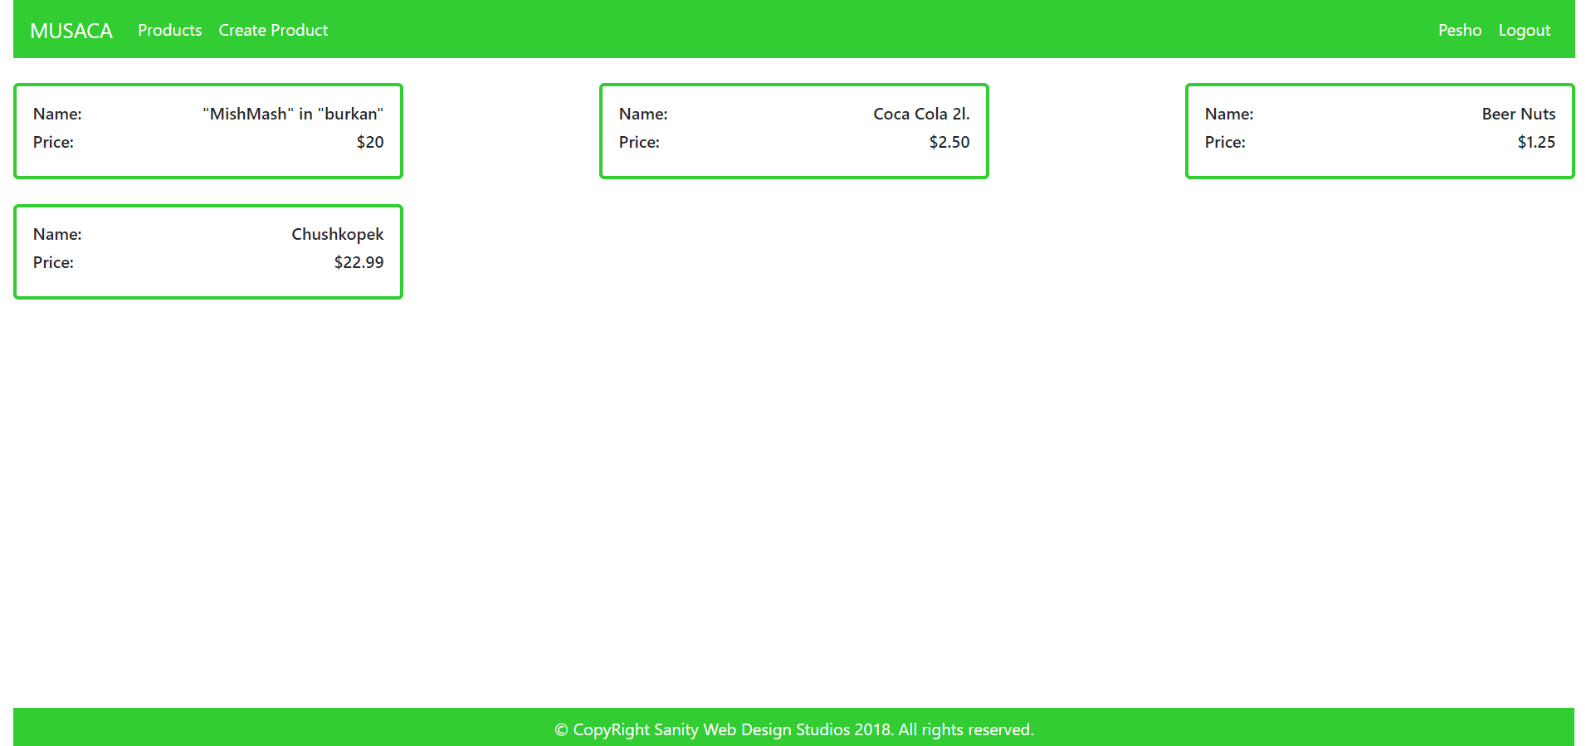 MUSACA Products Create Product Pesho Logout
Name: "MishMash" in "burkan"
Price: $20
Name: Coca Cola 2l.
Price: $2.50
Name: Beer Nuts
Price: $1.25
Name: Chushkopek
Price: $22.99
© CopyRight Sanity Web Design Studios 2018. All rights reserved.